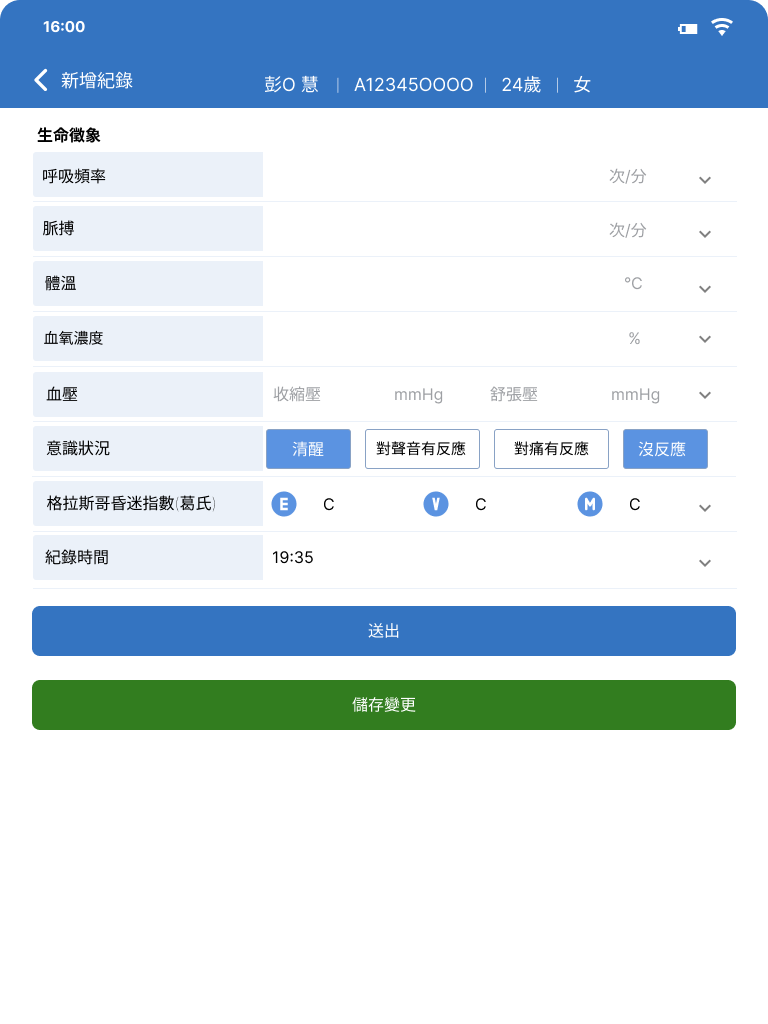 16:00
新增紀錄 彭O 慧 | A12345OOOO | 24歲 | 女
生命徵象
呼吸頻率 次/分
脈搏 次/分
體溫 °C
血氧濃度 %
血壓 收縮壓 mmHg 舒張壓 mmHg
意識狀況 清醒 對聲音有反應 對痛有反應 沒反應
格拉斯哥昏迷指數(葛氏) E C V C M C
紀錄時間 19:35
送出
儲存變更